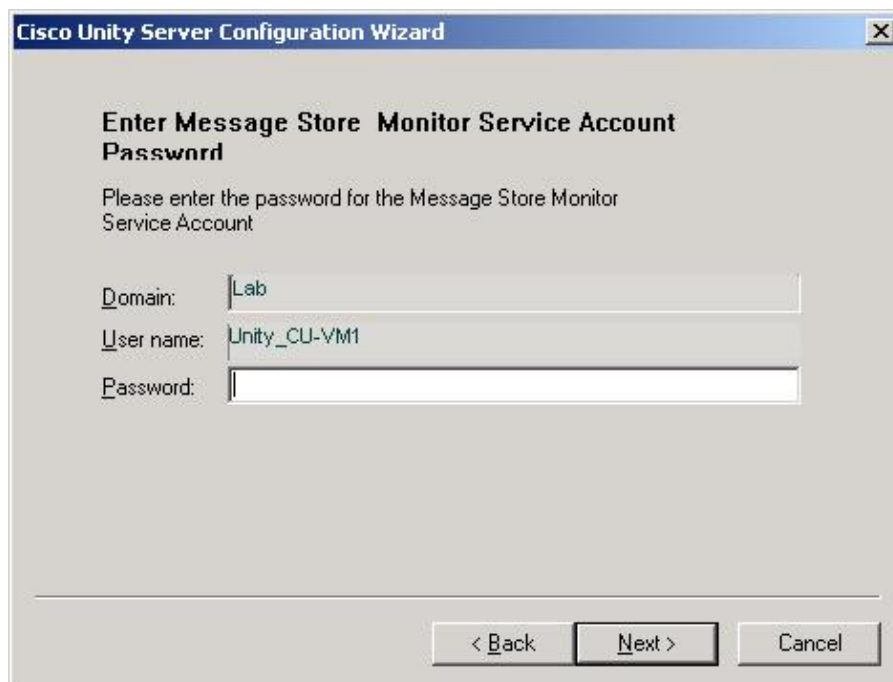 Cisco Unity Server Configuration Wizard
Enter Message Store Monitor Service Account
Password
Please enter the password for the Message Store Monitor
Service Account
Domain: Lab
User name: Unity_CU-VM1
Password:
< Back Next > Cancel